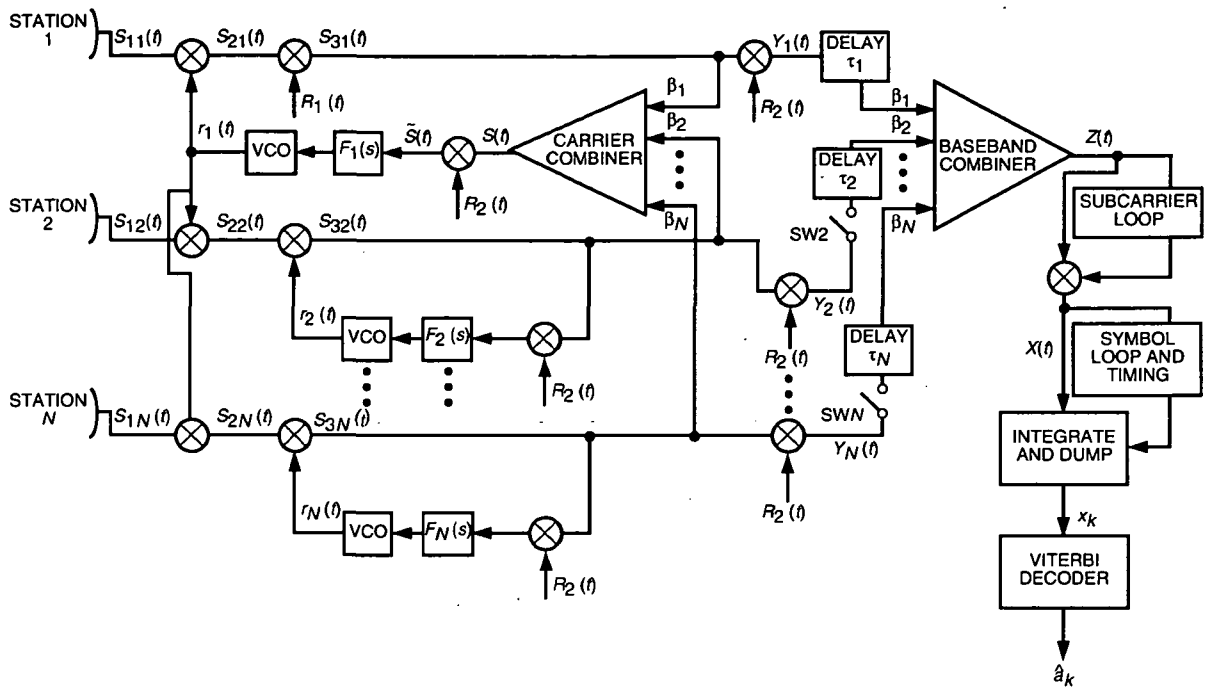 STATION
1
S11(t)
S21(t)
S31(t)
R1(t)
Y1(t)
R2(t)
DELAY
τ1
β1
β2
βN
CARRIER
COMBINER
S(t)
R2(t)
S̃(t)
F1(s)
VCO
r1(t)
β1
β2
βN
BASEBAND
COMBINER
Z(t)
SUBCARRIER
LOOP
DELAY
τ2
SW2
STATION
2
S12(t)
S22(t)
S32(t)
r2(t)
VCO
F2(s)
R2(t)
Y2(t)
R2(t)
DELAY
τN
SWN
X(t)
SYMBOL
LOOP AND
TIMING
STATION
N
S1N(t)
S2N(t)
S3N(t)
YN(t)
R2(t)
rN(t)
VCO
FN(s)
R2(t)
INTEGRATE
AND DUMP
xk
VITERBI
DECODER
âk